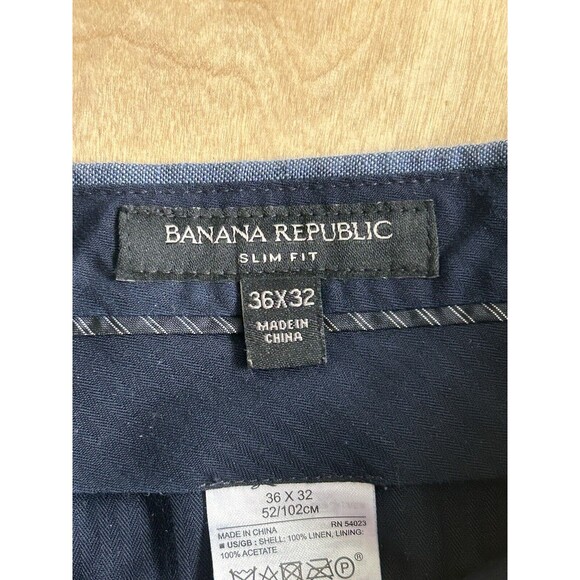 BANANA REPUBLIC
SLIM FIT
36X32
MADE IN
CHINA
36 X 32
52/102CM
MADE IN CHINA RN 54023
■ US/GB: SHELL: 100% LINEN, LINING:
100% ACETATE